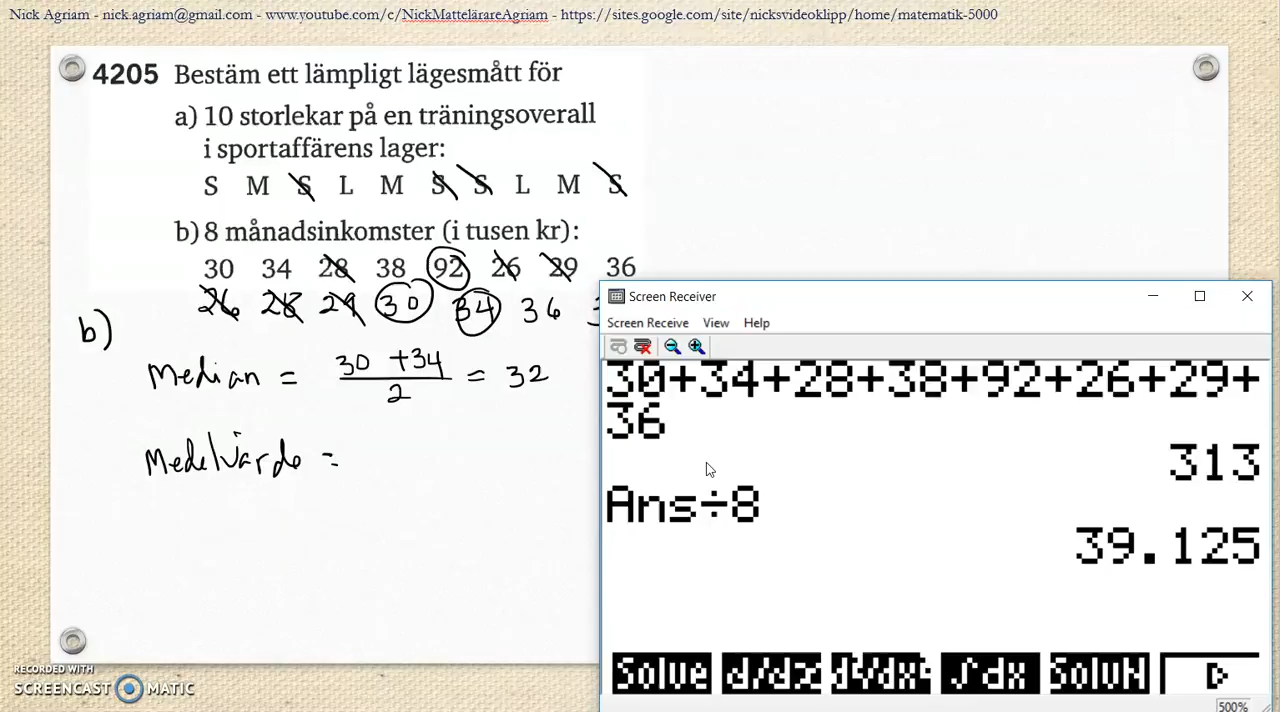 Nick Agriam - nick.agriam@gmail.com - www.youtube.com/c/NickMattelärareAgriam - https://sites.google.com/site/nicksvideoklipp/home/matematik-5000
4205 Bestäm ett lämpligt lägesmått för
a) 10 storlekar på en träningsoverall
i sportaffärens lager:
S M S L M S S L M S
b) 8 månadsinkomster (i tusen kr):
30 34 28 38 92 26 29 36
26 28 29 30 34 36
b)
Median = 30 + 34 / 2 = 32
Medelvärde =
Screen Receiver
Screen Receive View Help
30+34+28+38+92+26+29+
36
313
Ans÷8
39.125
Solve d/dx d²/dx² ∫dx SolvN ▷
500%
RECORDED WITH
SCREENCAST MATIC